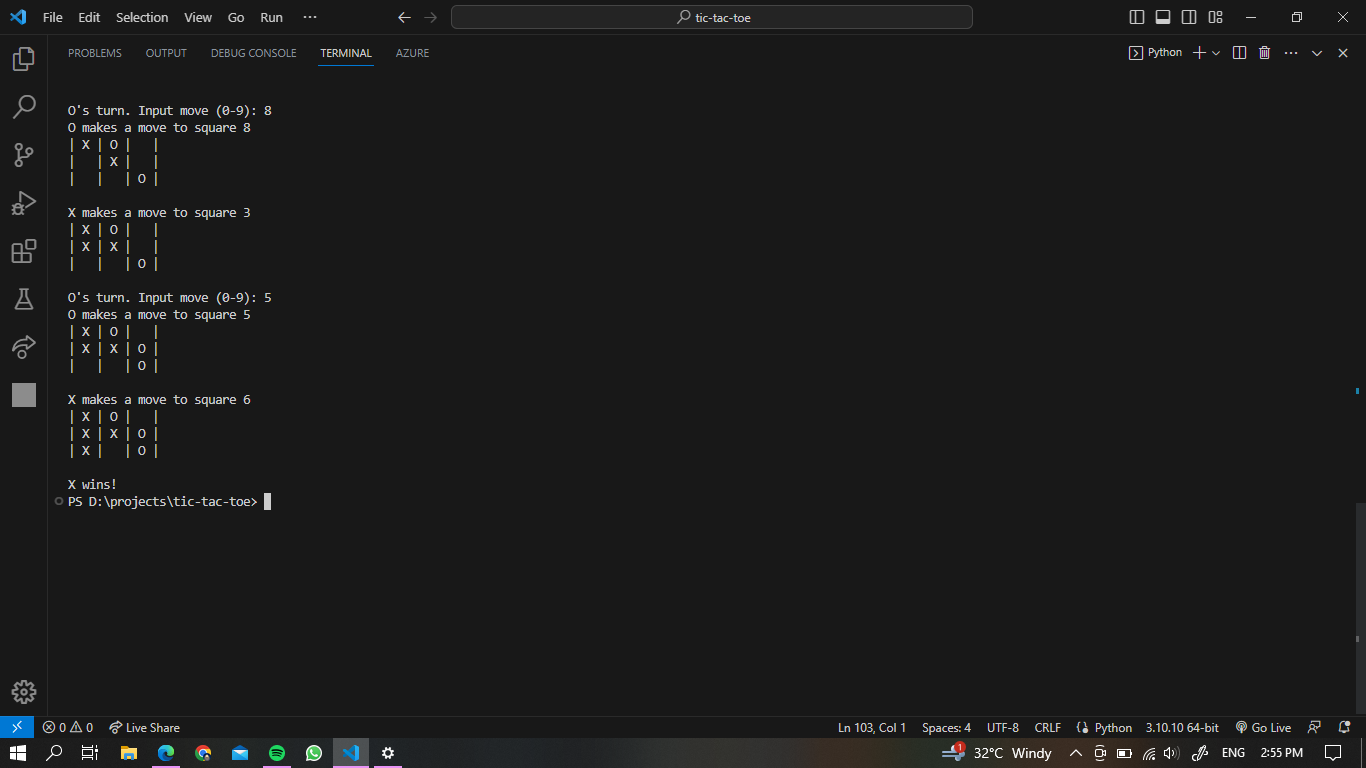 File Edit Selection View Go Run ··· tic-tac-toe
PROBLEMS OUTPUT DEBUG CONSOLE TERMINAL AZURE Python
O's turn. Input move (0-9): 8
O makes a move to square 8
| X | O |   |
|   | X |   |
|   |   | O |
X makes a move to square 3
| X | O |   |
| X | X |   |
|   |   | O |
O's turn. Input move (0-9): 5
O makes a move to square 5
| X | O |   |
| X | X | O |
|   |   | O |
X makes a move to square 6
| X | O |   |
| X | X | O |
| X |   | O |
X wins!
PS D:\projects\tic-tac-toe>
0 0 Live Share Ln 103, Col 1 Spaces: 4 UTF-8 CRLF Python 3.10.10 64-bit Go Live
1 32°C Windy ENG 2:55 PM